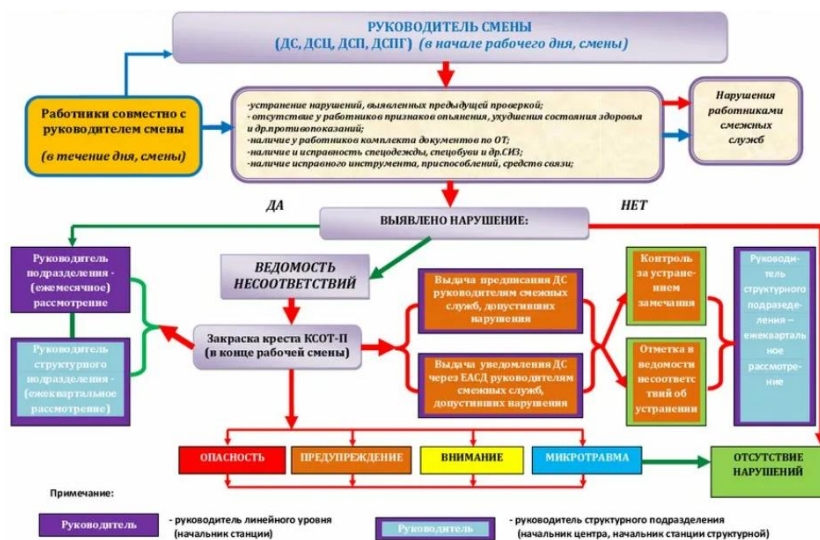 РУКОВОДИТЕЛЬ СМЕНЫ
(ДС, ДСЦ, ДСП, ДСПГ) (в начале рабочего дня, смены)
Работники совместно с
руководителем смены
(в течение дня, смены)
-устранение нарушений, выявленных предыдущей проверкой;
- отсутствие у работников признаков опьянения, ухудшения состояния здоровья
и др.противопоказаний;
-наличие у работников комплекта документов по ОТ;
-наличие и исправность спецодежды, спецобуви и др.СИЗ;
-наличие исправного инструмента, приспособлений, средств связи;
Нарушения
работниками
смежных
служб
ДА
НЕТ
ВЫЯВЛЕНО НАРУШЕНИЕ:
Руководитель
подразделения -
(ежемесячное)
рассмотрение
ВЕДОМОСТЬ
НЕСООТВЕТСТВИЙ
Выдача предписания ДС
руководителям смежных
служб, допустивших
нарушения
Контроль
за устране-
нием
замечания
Руководи-
тель
структурного
подразеде-
ления –
ежекварталь-
ное
рассмотре-
ние
Закраска креста КСОТ-П
(в конце рабочей смены)
Руководитель
структурного
подразделения -
(ежеквартальное
рассмотрение)
Выдача уведомления ДС
через ЕАСД руководителям
смежных служб,
допустивших нарушения
Отметка в
ведомости
несоответ
ствий об
устранении
ОПАСНОСТЬ
ПРЕДУПРЕЖДЕНИЕ
ВНИМАНИЕ
МИКРОТРАВМА
ОТСУТСТВИЕ
НАРУШЕНИЙ
Примечание:
Руководитель
- руководитель линейного уровня
(начальник станции)
Руководитель
- руководитель структурного подразделения
(начальник центра, начальник станции структурной)